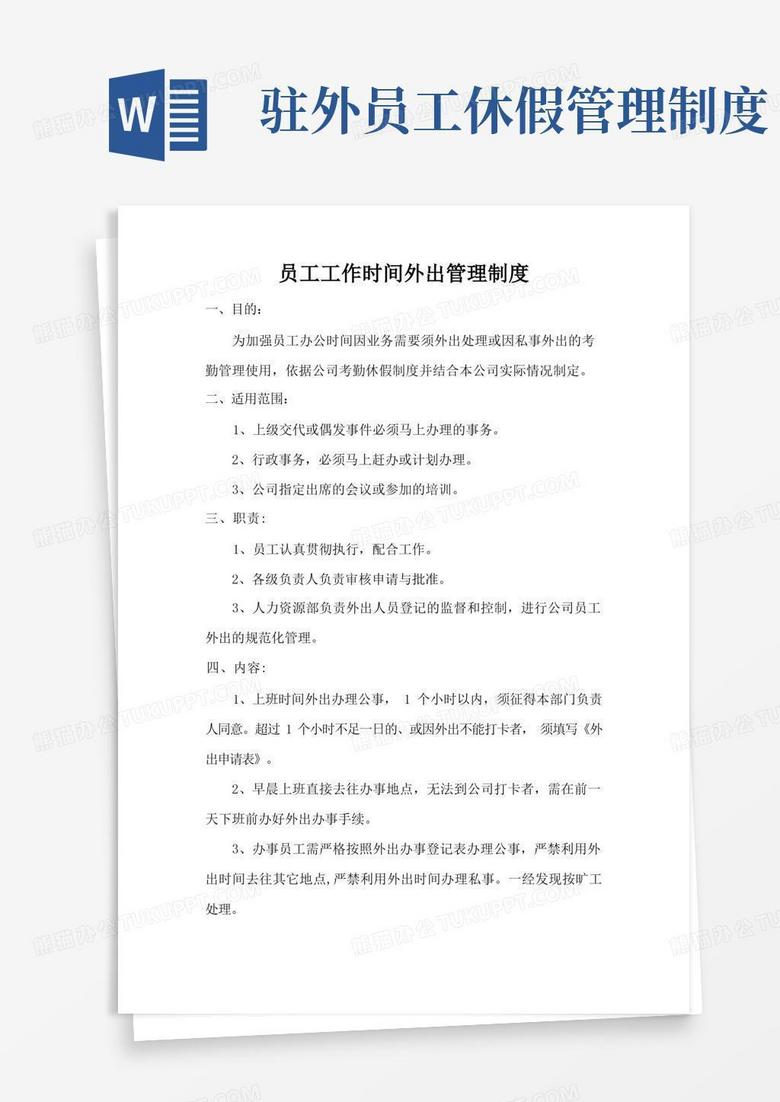 W
驻外员工休假管理制度
员工工作时间外出管理制度
一、目的：
为加强员工办公时间因业务需要须外出处理或因私事外出的考
勤管理使用，依据公司考勤休假制度并结合本公司实际情况制定。
二、适用范围：
1、上级交代或偶发事件必须马上办理的事务。
2、行政事务，必须马上赶办或计划办理。
3、公司指定出席的会议或参加的培训。
三、职责：
1、员工认真贯彻执行，配合工作。
2、各级负责人负责审核申请与批准。
3、人力资源部负责外出人员登记的监督和控制，进行公司员工
外出的规范化管理。
四、内容：
1、上班时间外出办理公事， 1 个小时以内，须征得本部门负责
人同意。超过 1 个小时不足一日的、或因外出不能打卡者， 须填写《外
出申请表》。
2、早晨上班直接去往办事地点，无法到公司打卡者，需在前一
天下班前办好外出办事手续。
3、办事员工需严格按照外出办事登记表办理公事，严禁利用外
出时间去往其它地点,严禁利用外出时间办理私事。一经发现按旷工
处理。
熊猫办公TUKUPPT.COM